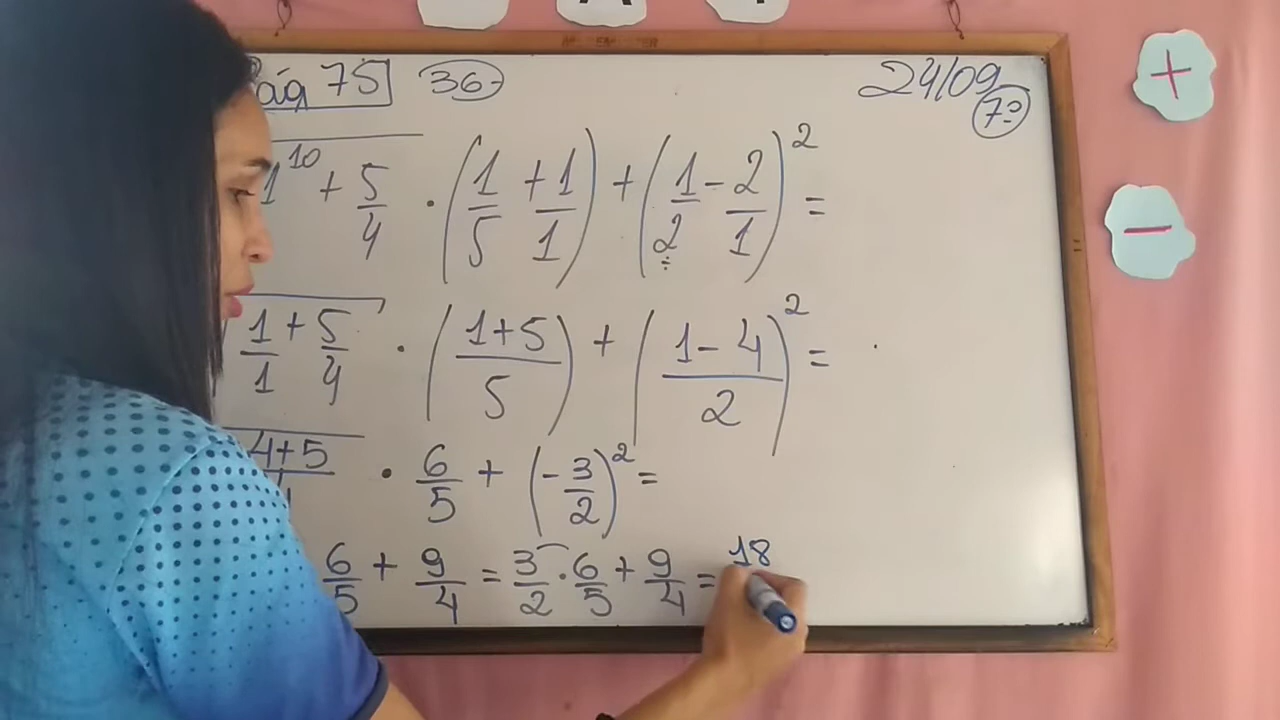 Pág 75 36- 24/09 7º
1^10 + 5/4 · (1/5 + 1/1) + (1/2 - 2/1)^2 =
1/1 + 5/4 · (1+5/5) + (1-4/2)^2 =
4+5/4 · 6/5 + (-3/2)^2 =
6/5 + 9/4 = 3/2 · 6/5 + 9/4 = 18
+
-